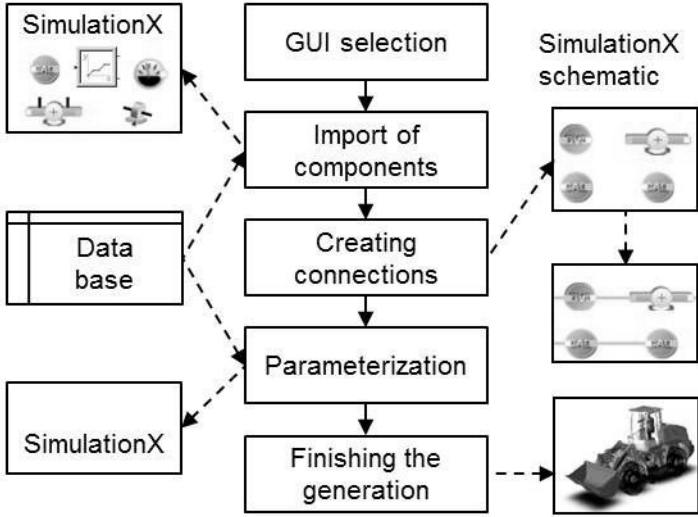 SimulationX
GUI selection
SimulationX
schematic
Import of
components
Data
base
Creating
connections
Parameterization
SimulationX
Finishing the
generation